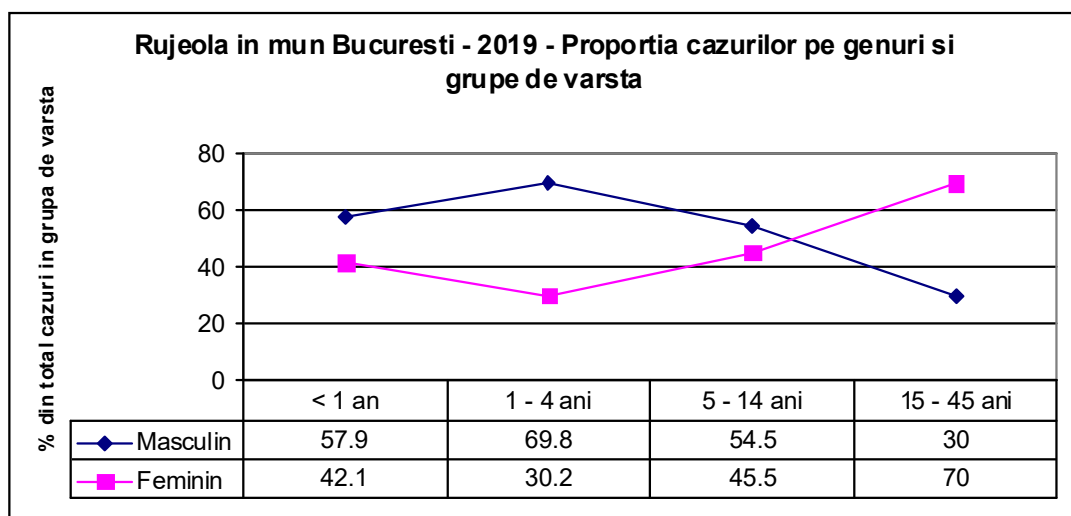 Rujeola in mun Bucuresti - 2019 - Proportia cazurilor pe genuri si
grupe de varsta
% din total cazuri in grupa de varsta
80
60
40
20
0
< 1 an 1 - 4 ani 5 - 14 ani 15 - 45 ani
Masculin 57.9 69.8 54.5 30
Feminin 42.1 30.2 45.5 70